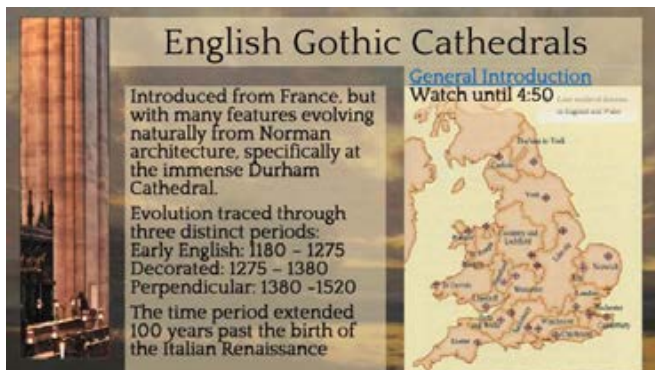 English Gothic Cathedrals
General Introduction
Watch until 4:50
Introduced from France, but
with many features evolving
naturally from Norman
architecture, specifically at
the immense Durham
Cathedral.
Evolution traced through
three distinct periods:
Early English: 1180 – 1275
Decorated: 1275 – 1380
Perpendicular: 1380 -1520
The time period extended
100 years past the birth of
the Italian Renaissance
York
Lincoln
Norwich
London
Winchester
Canterbury
Exeter